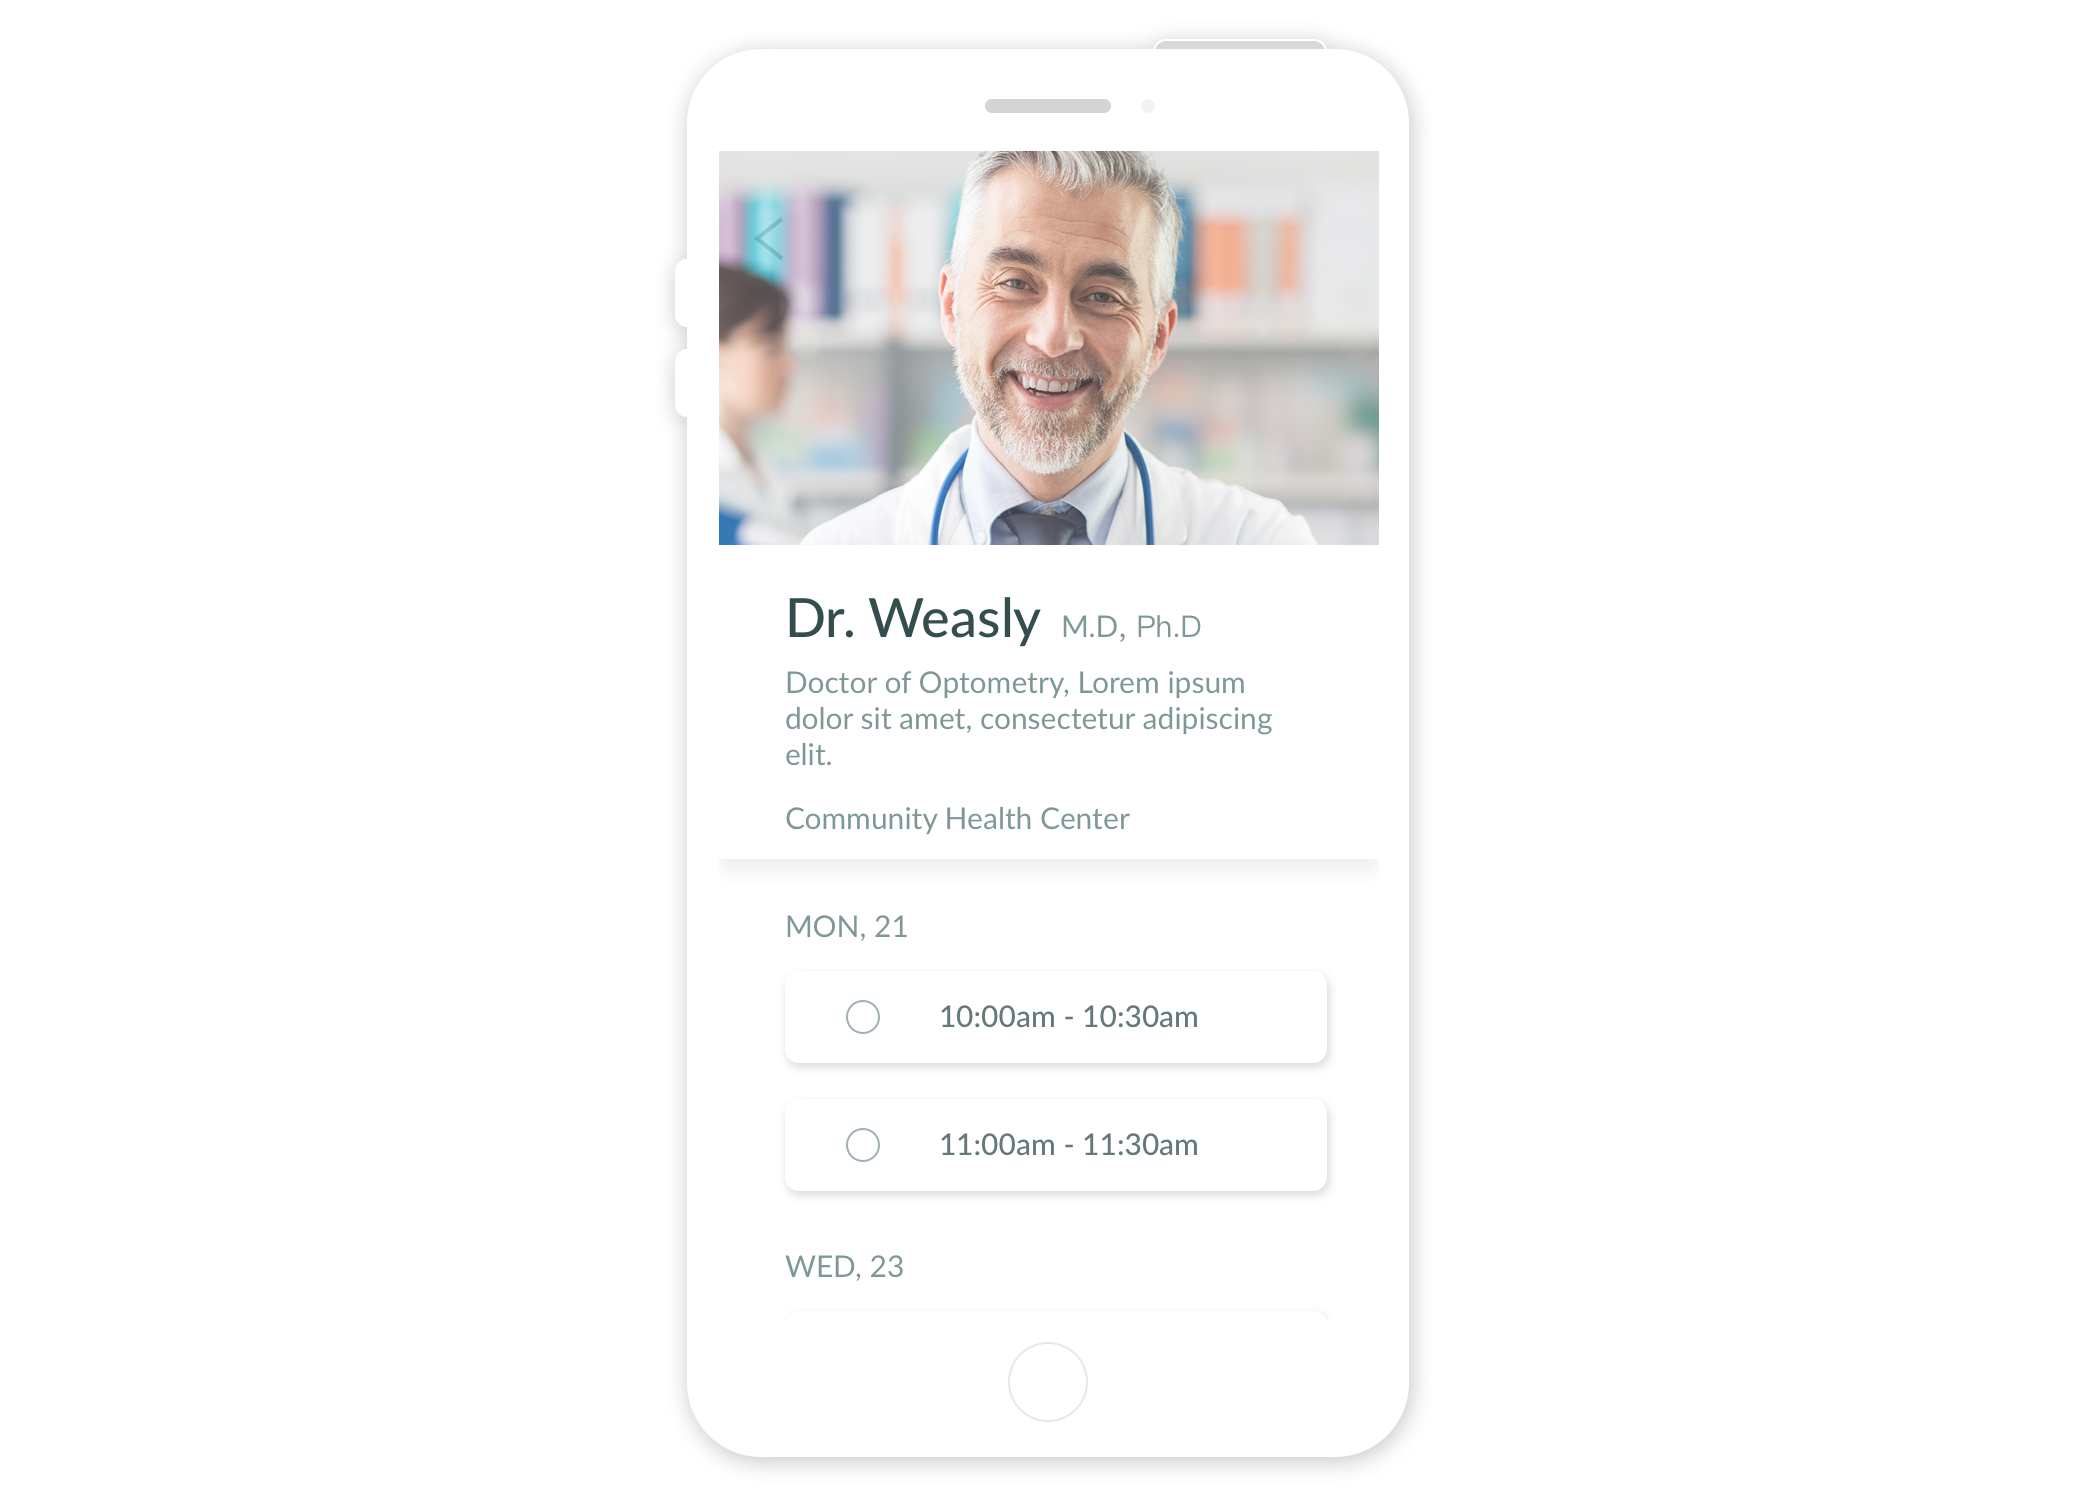 Dr. Weasly M.D, Ph.D
Doctor of Optometry, Lorem ipsum
dolor sit amet, consectetur adipiscing
elit.
Community Health Center
MON, 21
10:00am - 10:30am
11:00am - 11:30am
WED, 23